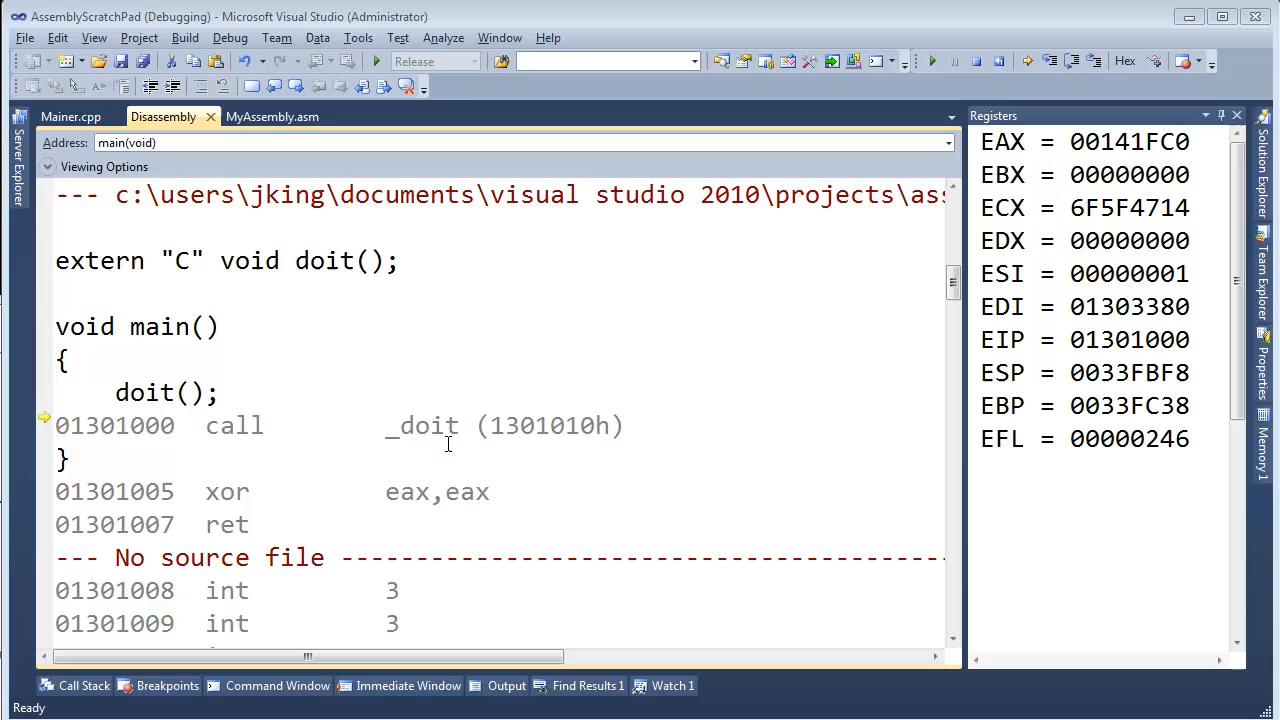 AssemblyScratchPad (Debugging) - Microsoft Visual Studio (Administrator)
File Edit View Project Build Debug Team Data Tools Test Analyze Window Help
Release Hex
Mainer.cpp Disassembly MyAssembly.asm
Address: main(void)
Viewing Options
--- c:\users\jking\documents\visual studio 2010\projects\ass
extern "C" void doit();
void main()
{
doit();
01301000 call _doit (1301010h)
}
01301005 xor eax,eax
01301007 ret
--- No source file -----------------------------------------
01301008 int 3
01301009 int 3
Registers
EAX = 00141FC0
EBX = 00000000
ECX = 6F5F4714
EDX = 00000000
ESI = 00000001
EDI = 01303380
EIP = 01301000
ESP = 0033FBF8
EBP = 0033FC38
EFL = 00000246
Server Explorer
Solution Explorer
Team Explorer
Properties
Memory 1
Call Stack Breakpoints Command Window Immediate Window Output Find Results 1 Watch 1
Ready